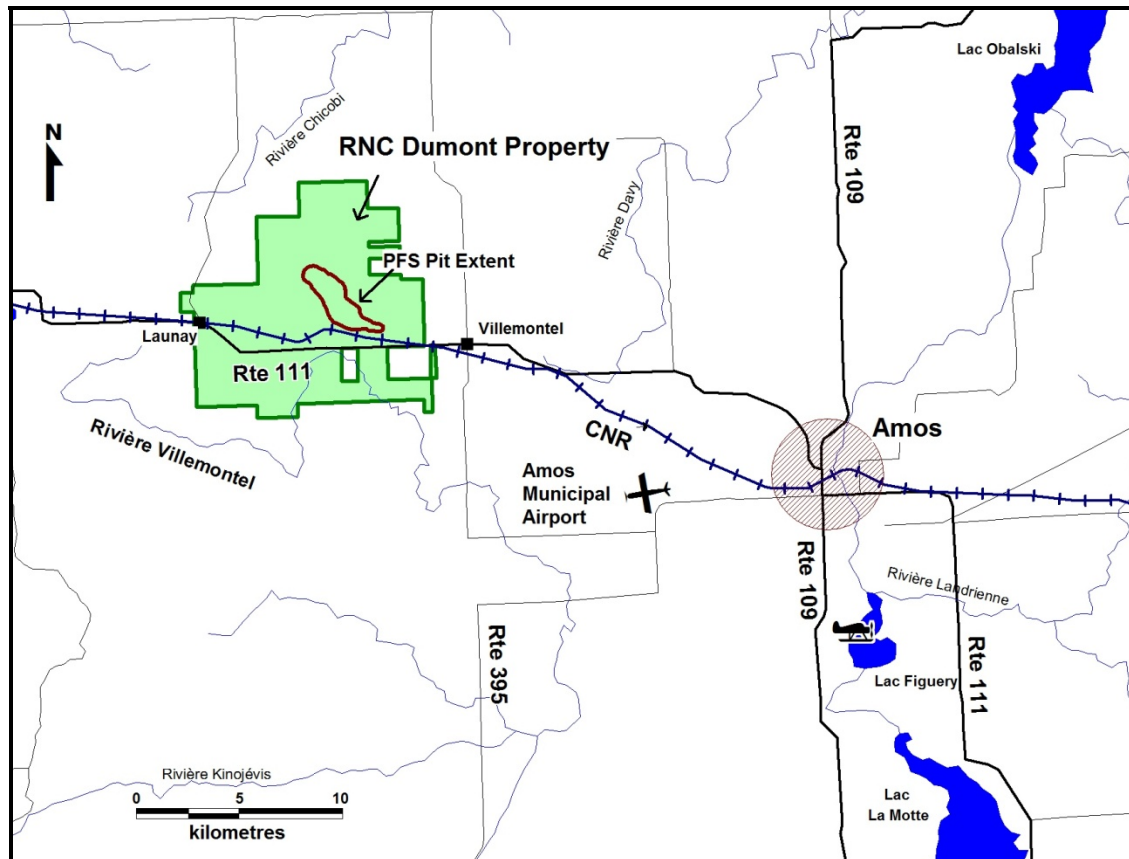 Lac Obalski
N
Rivière Chicobi
RNC Dumont Property
Rte 109
Rivière Davy
PFS Pit Extent
Launay
Villemontel
Rte 111
Rivière Villemontel
CNR
Amos
Amos
Municipal
Airport
Rivière Landrienne
Rte 109
Rte 395
Lac Figuery
Rte 111
Rivière Kinojévis
0 5 10
kilometres
Lac
La Motte